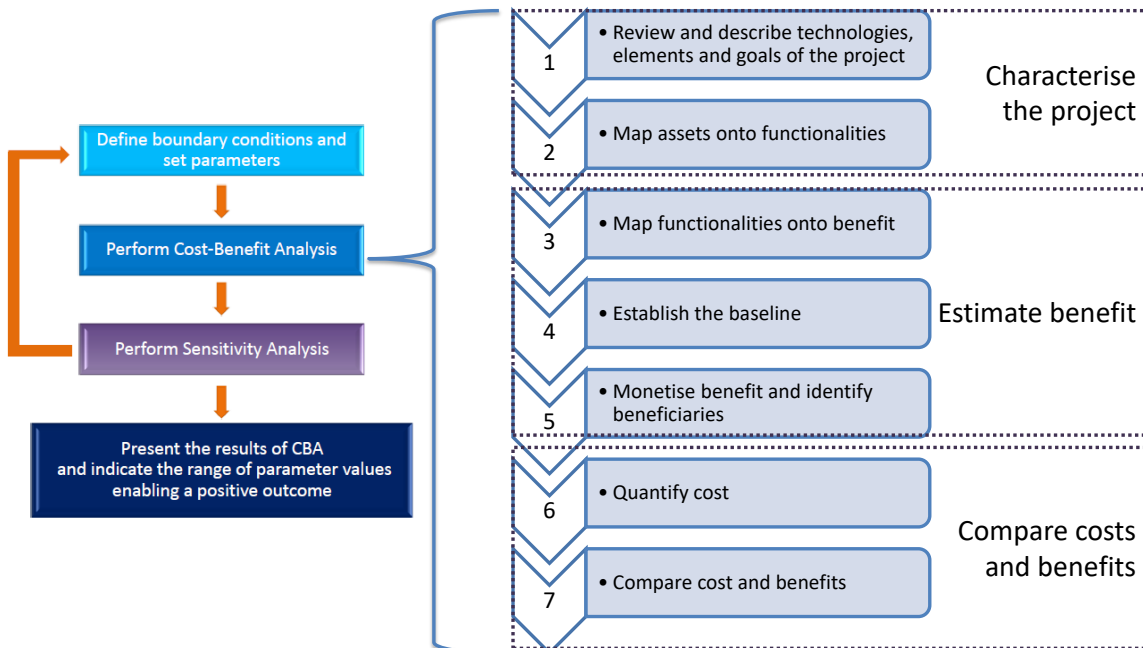 Define boundary conditions and
set parameters
Perform Cost-Benefit Analysis
Perform Sensitivity Analysis
Present the results of CBA
and indicate the range of parameter values
enabling a positive outcome
1
• Review and describe technologies,
elements and goals of the project
2
• Map assets onto functionalities
Characterise
the project
3
• Map functionalities onto benefit
4
• Establish the baseline
5
• Monetise benefit and identify
beneficiaries
Estimate benefit
6
• Quantify cost
7
• Compare cost and benefits
Compare costs
and benefits